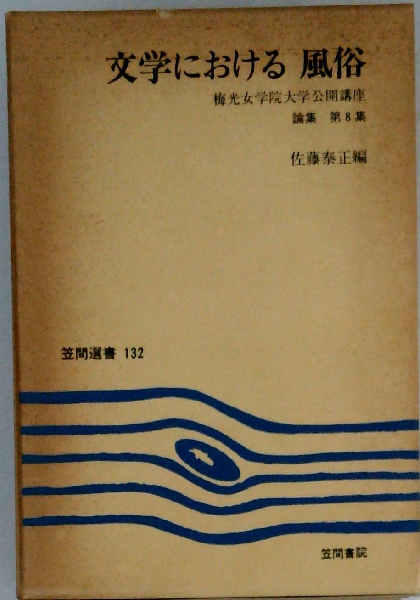 文学における 風俗
梅光女学院大学公開講座
論集 第8集
佐藤泰正編
笠間選書 132
笠間書院